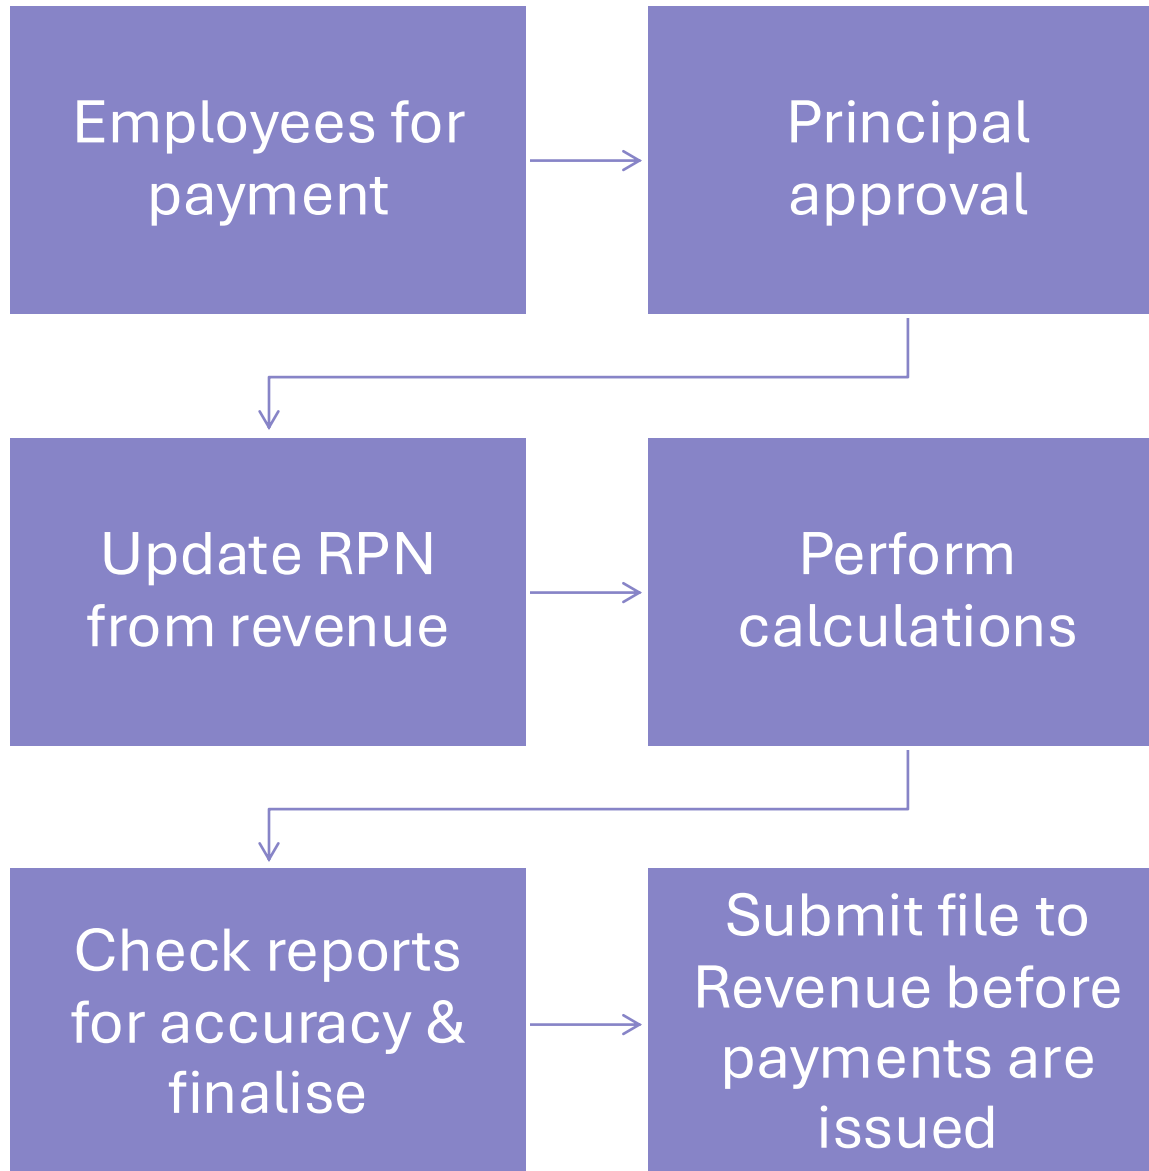 Employees for
payment
Principal
approval
Update RPN
from revenue
Perform
calculations
Check reports
for accuracy &
finalise
Submit file to
Revenue before
payments are
issued